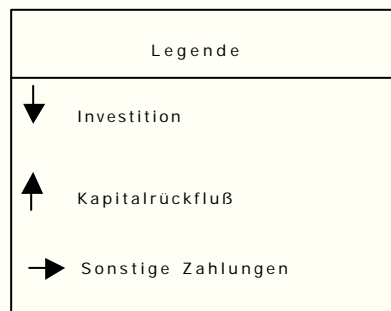 Legende
Investition
Kapitalrückfluß
Sonstige Zahlungen